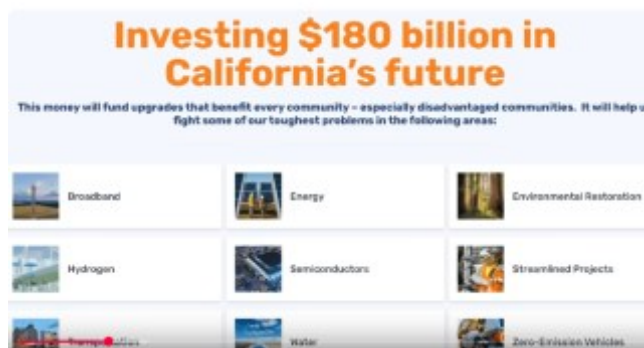 Investing $180 billion in
California's future
This money will fund upgrades that benefit every community – especially disadvantaged communities. It will help u
fight some of our toughest problems in the following areas:
Broadband
Energy
Environmental Restoration
Hydrogen
Semiconductors
Streamlined Projects
Transportation
Water
Zero-Emission Vehicles